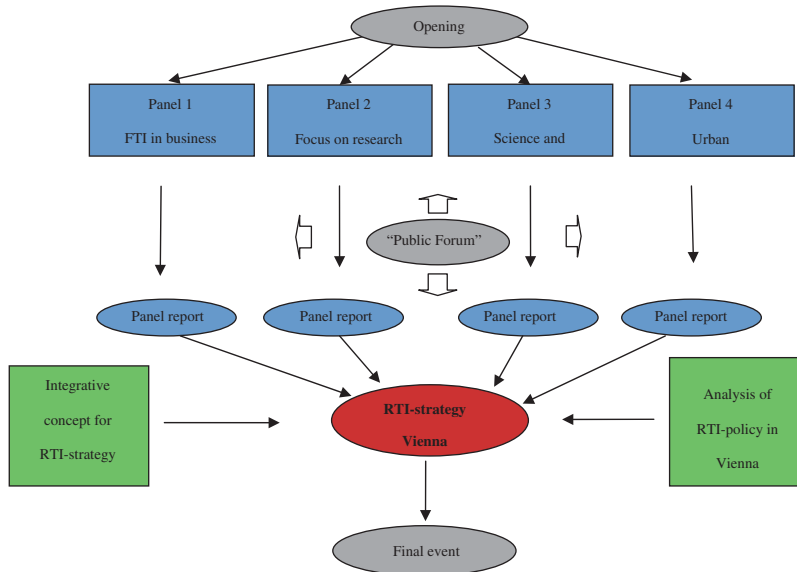 Opening
Panel 1
FTI in business
Panel 2
Focus on research
Panel 3
Science and
Panel 4
Urban
“Public Forum”
Panel report
Panel report
Panel report
Panel report
Integrative
concept for
RTI-strategy
RTI-strategy
Vienna
Analysis of
RTI-policy in
Vienna
Final event